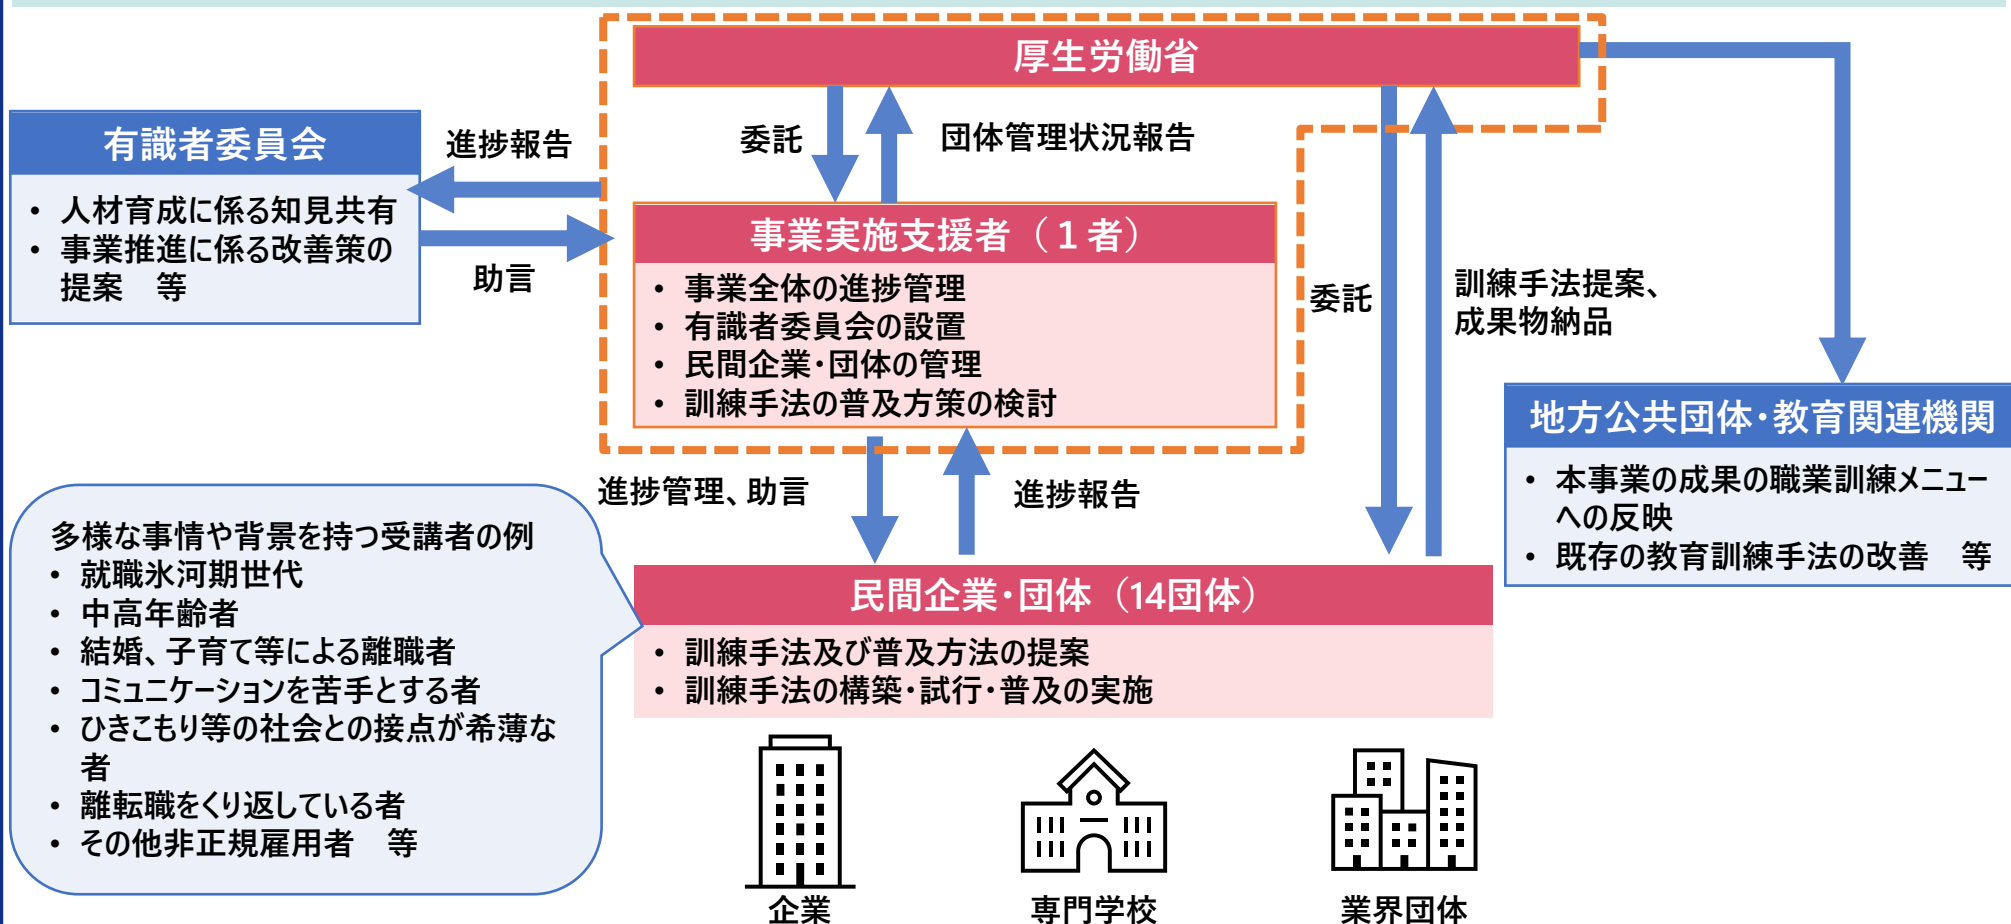 厚生労働省
有識者委員会
• 人材育成に係る知見共有
• 事業推進に係る改善策の
提案　等
進捗報告
助言
委託
団体管理状況報告
事業実施支援者（１者）
• 事業全体の進捗管理
• 有識者委員会の設置
• 民間企業・団体の管理
• 訓練手法の普及方策の検討
委託
訓練手法提案、
成果物納品
地方公共団体・教育関連機関
• 本事業の成果の職業訓練メニュー
への反映
• 既存の教育訓練手法の改善　等
進捗管理、助言
進捗報告
多様な事情や背景を持つ受講者の例
• 就職氷河期世代
• 中高年齢者
• 結婚、子育て等による離職者
• コミュニケーションを苦手とする者
• ひきこもり等の社会との接点が希薄な
者
• 離転職をくり返している者
• その他非正規雇用者　等
民間企業・団体（14団体）
• 訓練手法及び普及方法の提案
• 訓練手法の構築・試行・普及の実施
企業
専門学校
業界団体